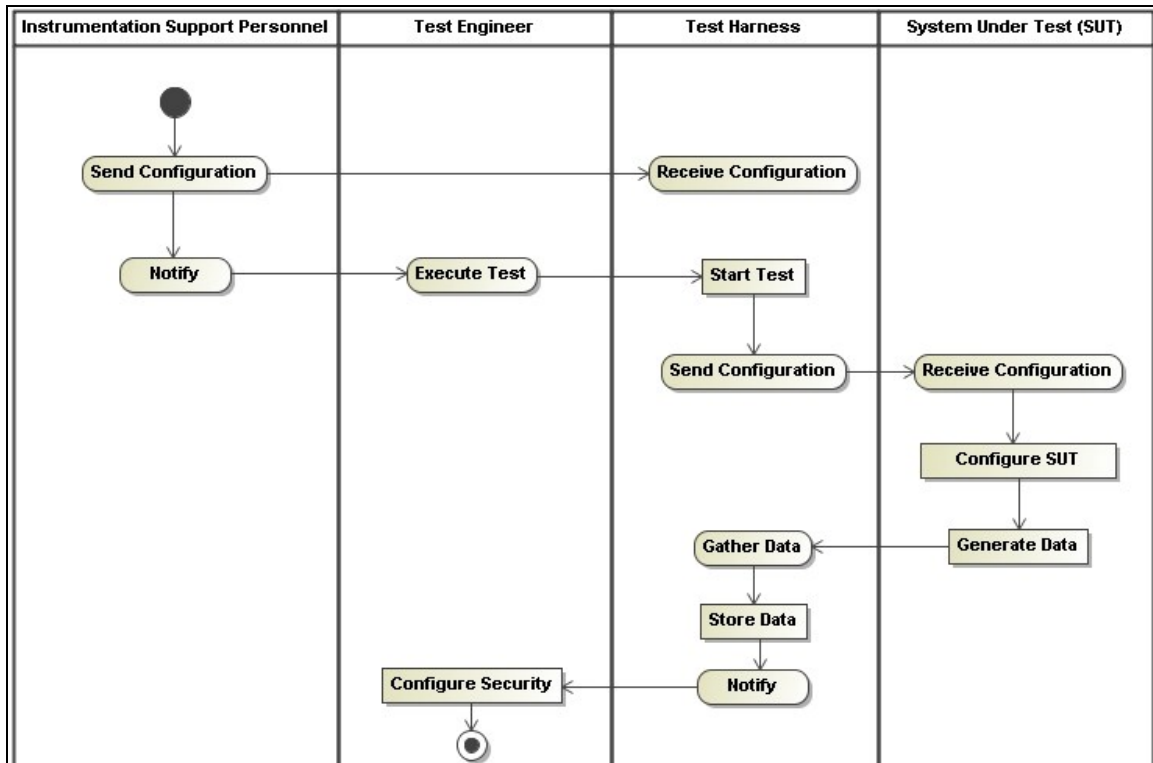 Instrumentation Support Personnel
Test Engineer
Test Harness
System Under Test (SUT)
Send Configuration
Receive Configuration
Notify
Execute Test
Start Test
Send Configuration
Receive Configuration
Configure SUT
Gather Data
Generate Data
Store Data
Configure Security
Notify